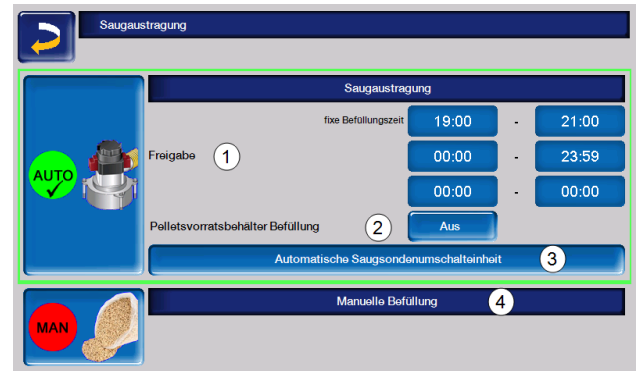 Saugaustragung
Saugaustragung
fixe Befüllungszeit 19:00 - 21:00
Freigabe 1 00:00 - 23:59
AUTO
00:00 - 00:00
Pelletsvorratsbehälter Befüllung 2 Aus
Automatische Saugsondenumschalteinheit 3
Manuelle Befüllung 4
MAN